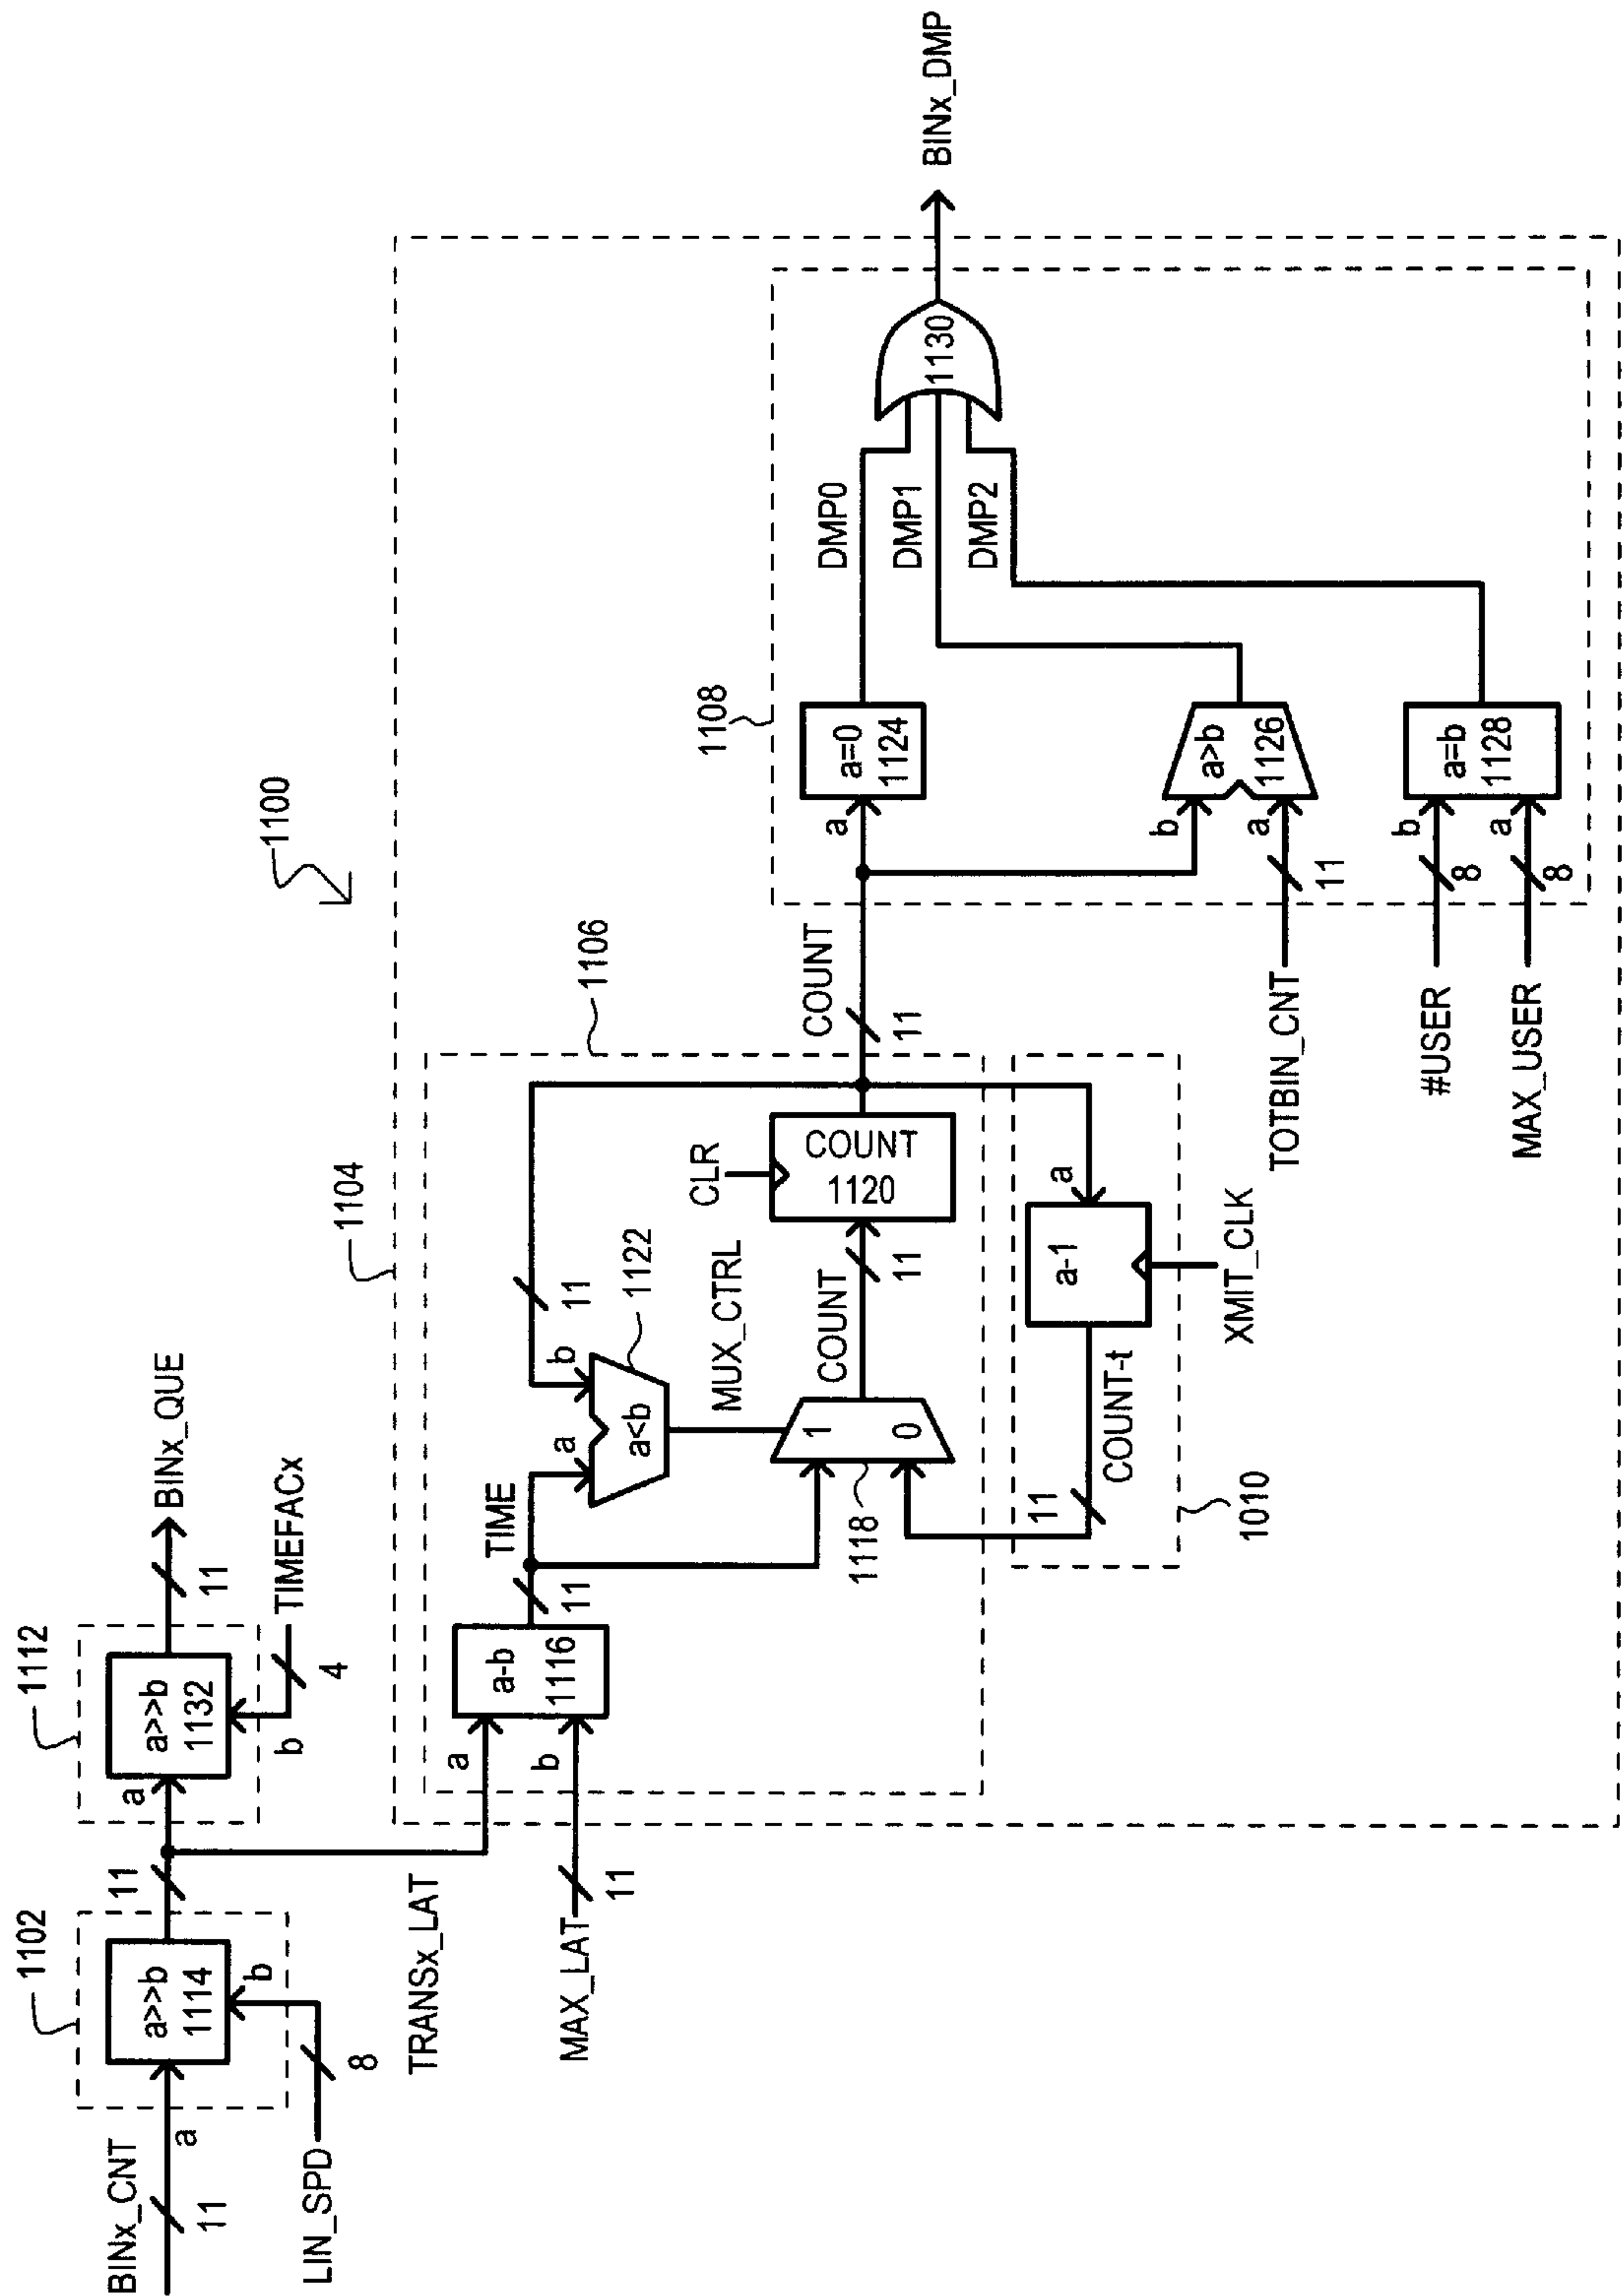 1100
BINx_CNT
a
11
LIN_SPD
8
1102
a>>b
1114
b
11
1112
a
a>>b
1132
b
4
TIMEFACx
11
BINx_QUE
TRANSx_LAT
MAX_LAT
11
1104
1106
a
b
a-b
1116
11
TIME
a
b
a<b
1122
11
MUX_CTRL
1
0
1118
COUNT
11
CLR
COUNT
1120
COUNT
11
a
a-1
XMIT_CLK
COUNT-t
11
1010
1108
a
a=0
1124
b
a
a>b
1126
TOTBIN_CNT
11
#USER
8
MAX_USER
8
b
a
a=b
1128
DMP0
DMP1
DMP2
1130
BINx_DMP